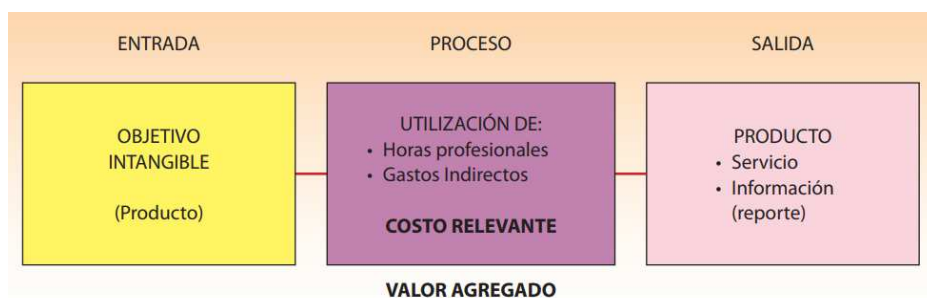 ENTRADA
PROCESO
SALIDA
OBJETIVO
INTANGIBLE
(Producto)
UTILIZACIÓN DE:
• Horas profesionales
• Gastos Indirectos
COSTO RELEVANTE
PRODUCTO
• Servicio
• Información
(reporte)
VALOR AGREGADO